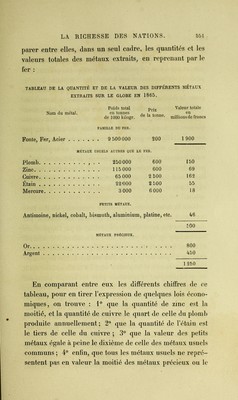 LA RICHESSE DES NATIONS. 351
parer entre elles, dans un seul cadre, les quantités et les
valeurs totales des métaux extraits, en reprenant par le
fer :
TABLEAU DE LA QUANTITÉ ET DE LA VALEUR DES DIFFÉRENTS MÉTAUX
EXTRAITS SUR LE GLOBE EN 1865.
Nom du métal. Poids total en tonnes de 1000 kilogr. Prix de la tonne. Valeur totale en millions de francs
FAMILLE DU FER.
Fonte, Fer, Acier . . . . . . . 9 500 000 200 1 900
MÉTAUX USUELS AUTRES QUE LE FER.
Plomb. . . . . . . . . . . 250 000 600 150
Zinc. . . . . . . . . . . . 115 000 600 69
Cuivre. . . . . . . . . . . 65 000 2 500 162
Étain . . . . . . . . . . . 22 000 2 500 55
Mercure. . . . . . . . . . 3 000 6 000 18
PETITS MÉTAUX.
Antimoine, nickel, cobalt, bismuth, aluminium, platine, etc. 46
500
MÉTAUX PRÉCIEUX.
Or. . . . . . . . . . . . . 800
Argent . . . . . . . . . . 450
1 250
En comparant entre eux les différents chiffres de ce
tableau, pour en tirer l'expression de quelques lois écono-
miques, on trouve : 1° que la quantité de zinc est la
moitié, et la quantité de cuivre le quart de celle du plomb
produite annuellement ; 2° que la quantité de l'étain est
le tiers de celle du cuivre ; 3° que la valeur des petits
métaux égale à peine le dixième de celle des métaux usuels
communs ; 4° enfin, que tous les métaux usuels ne repré-
sentent pas en valeur la moitié des métaux précieux ou le